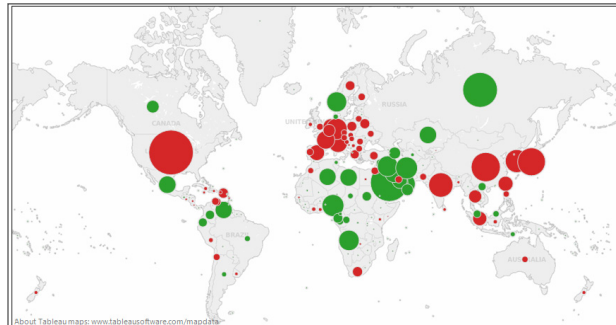 RUSSIA
CANADA
UNITED
BRAZIL
AUSTRALIA
About Tableau maps: www.tableausoftware.com/mapdata